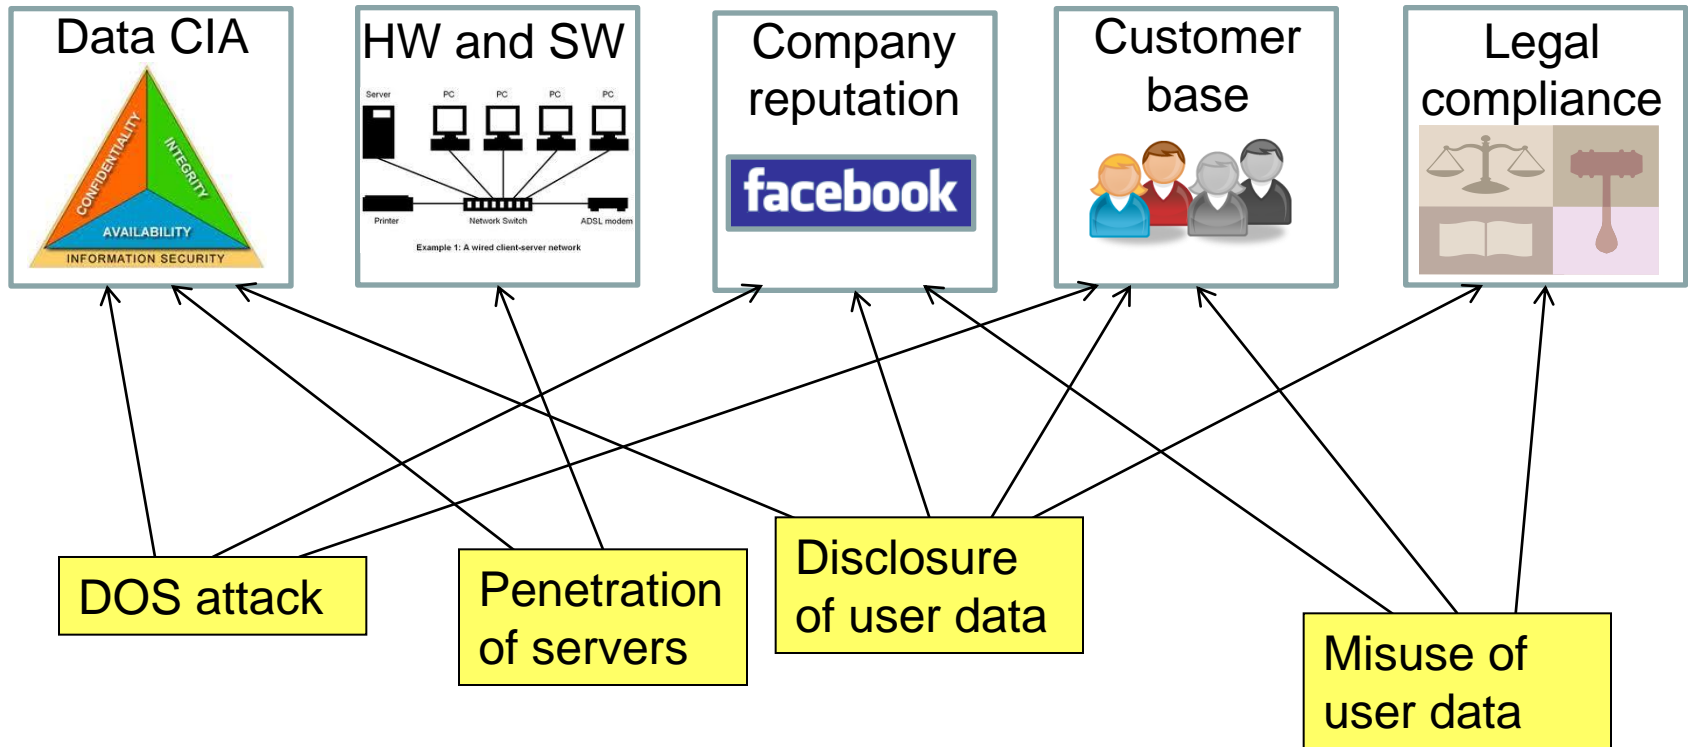 Data CIA
CONFIDENTIALITY
INTEGRITY
AVAILABILITY
INFORMATION SECURITY
HW and SW
Server
PC
PC
PC
PC
Printer
Network Switch
ADSL modem
Example 1: A wired client-server network
Company
reputation
facebook
Customer
base
Legal
compliance
DOS attack
Penetration
of servers
Disclosure
of user data
Misuse of
user data